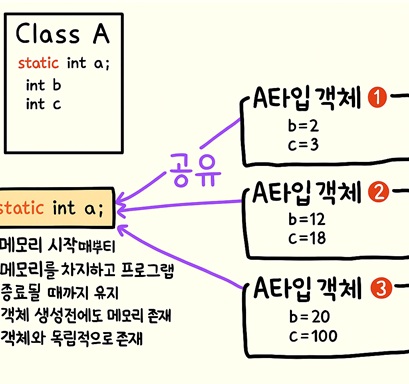 Class A
static int a;
int b
int c
A타입 객체 1
b=2
c=3
공유
A타입 객체 2
b=12
c=18
static int a;
A타입 객체 3
b=20
c=100
메모리 시작때부티
메모리를 차지하고 프로그랩
종료될 때까지 유지
객체 생성전에도 메모리 존재
객체와 독립적으로 존재